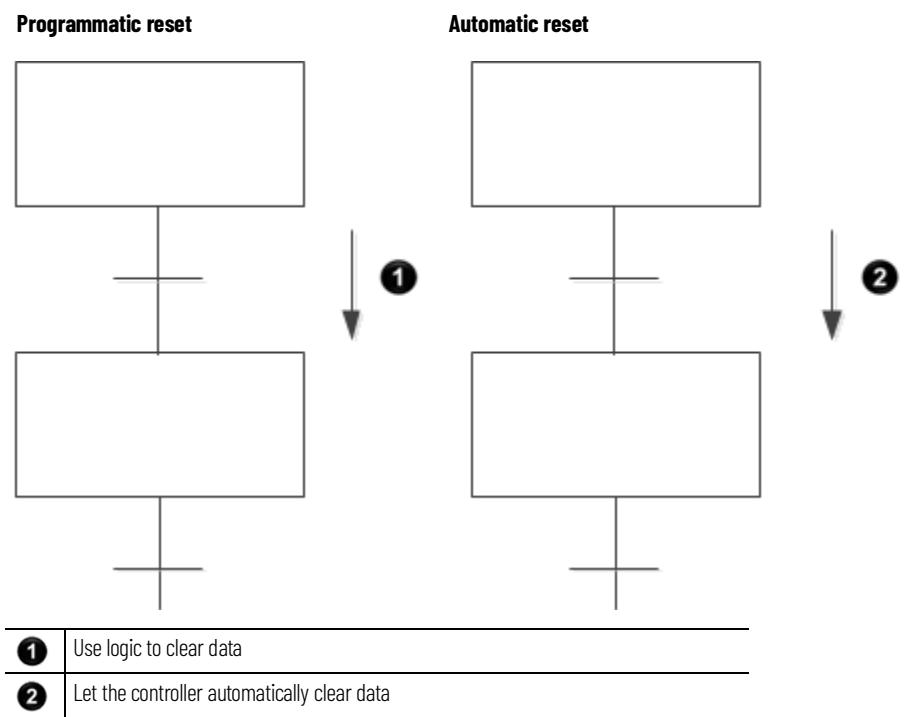 Programmatic reset
Automatic reset
1
2
1 Use logic to clear data
2 Let the controller automatically clear data